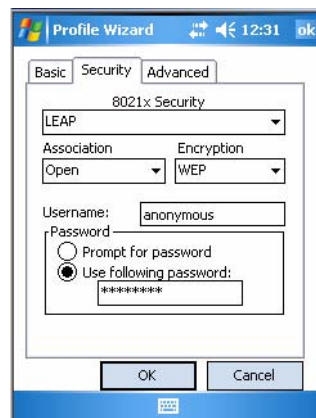 Profile Wizard 12:31 ok
Basic Security Advanced
8021x Security
LEAP
Association Encryption
Open WEP
Username: anonymous
Password
Prompt for password
Use following password:
********
OK Cancel